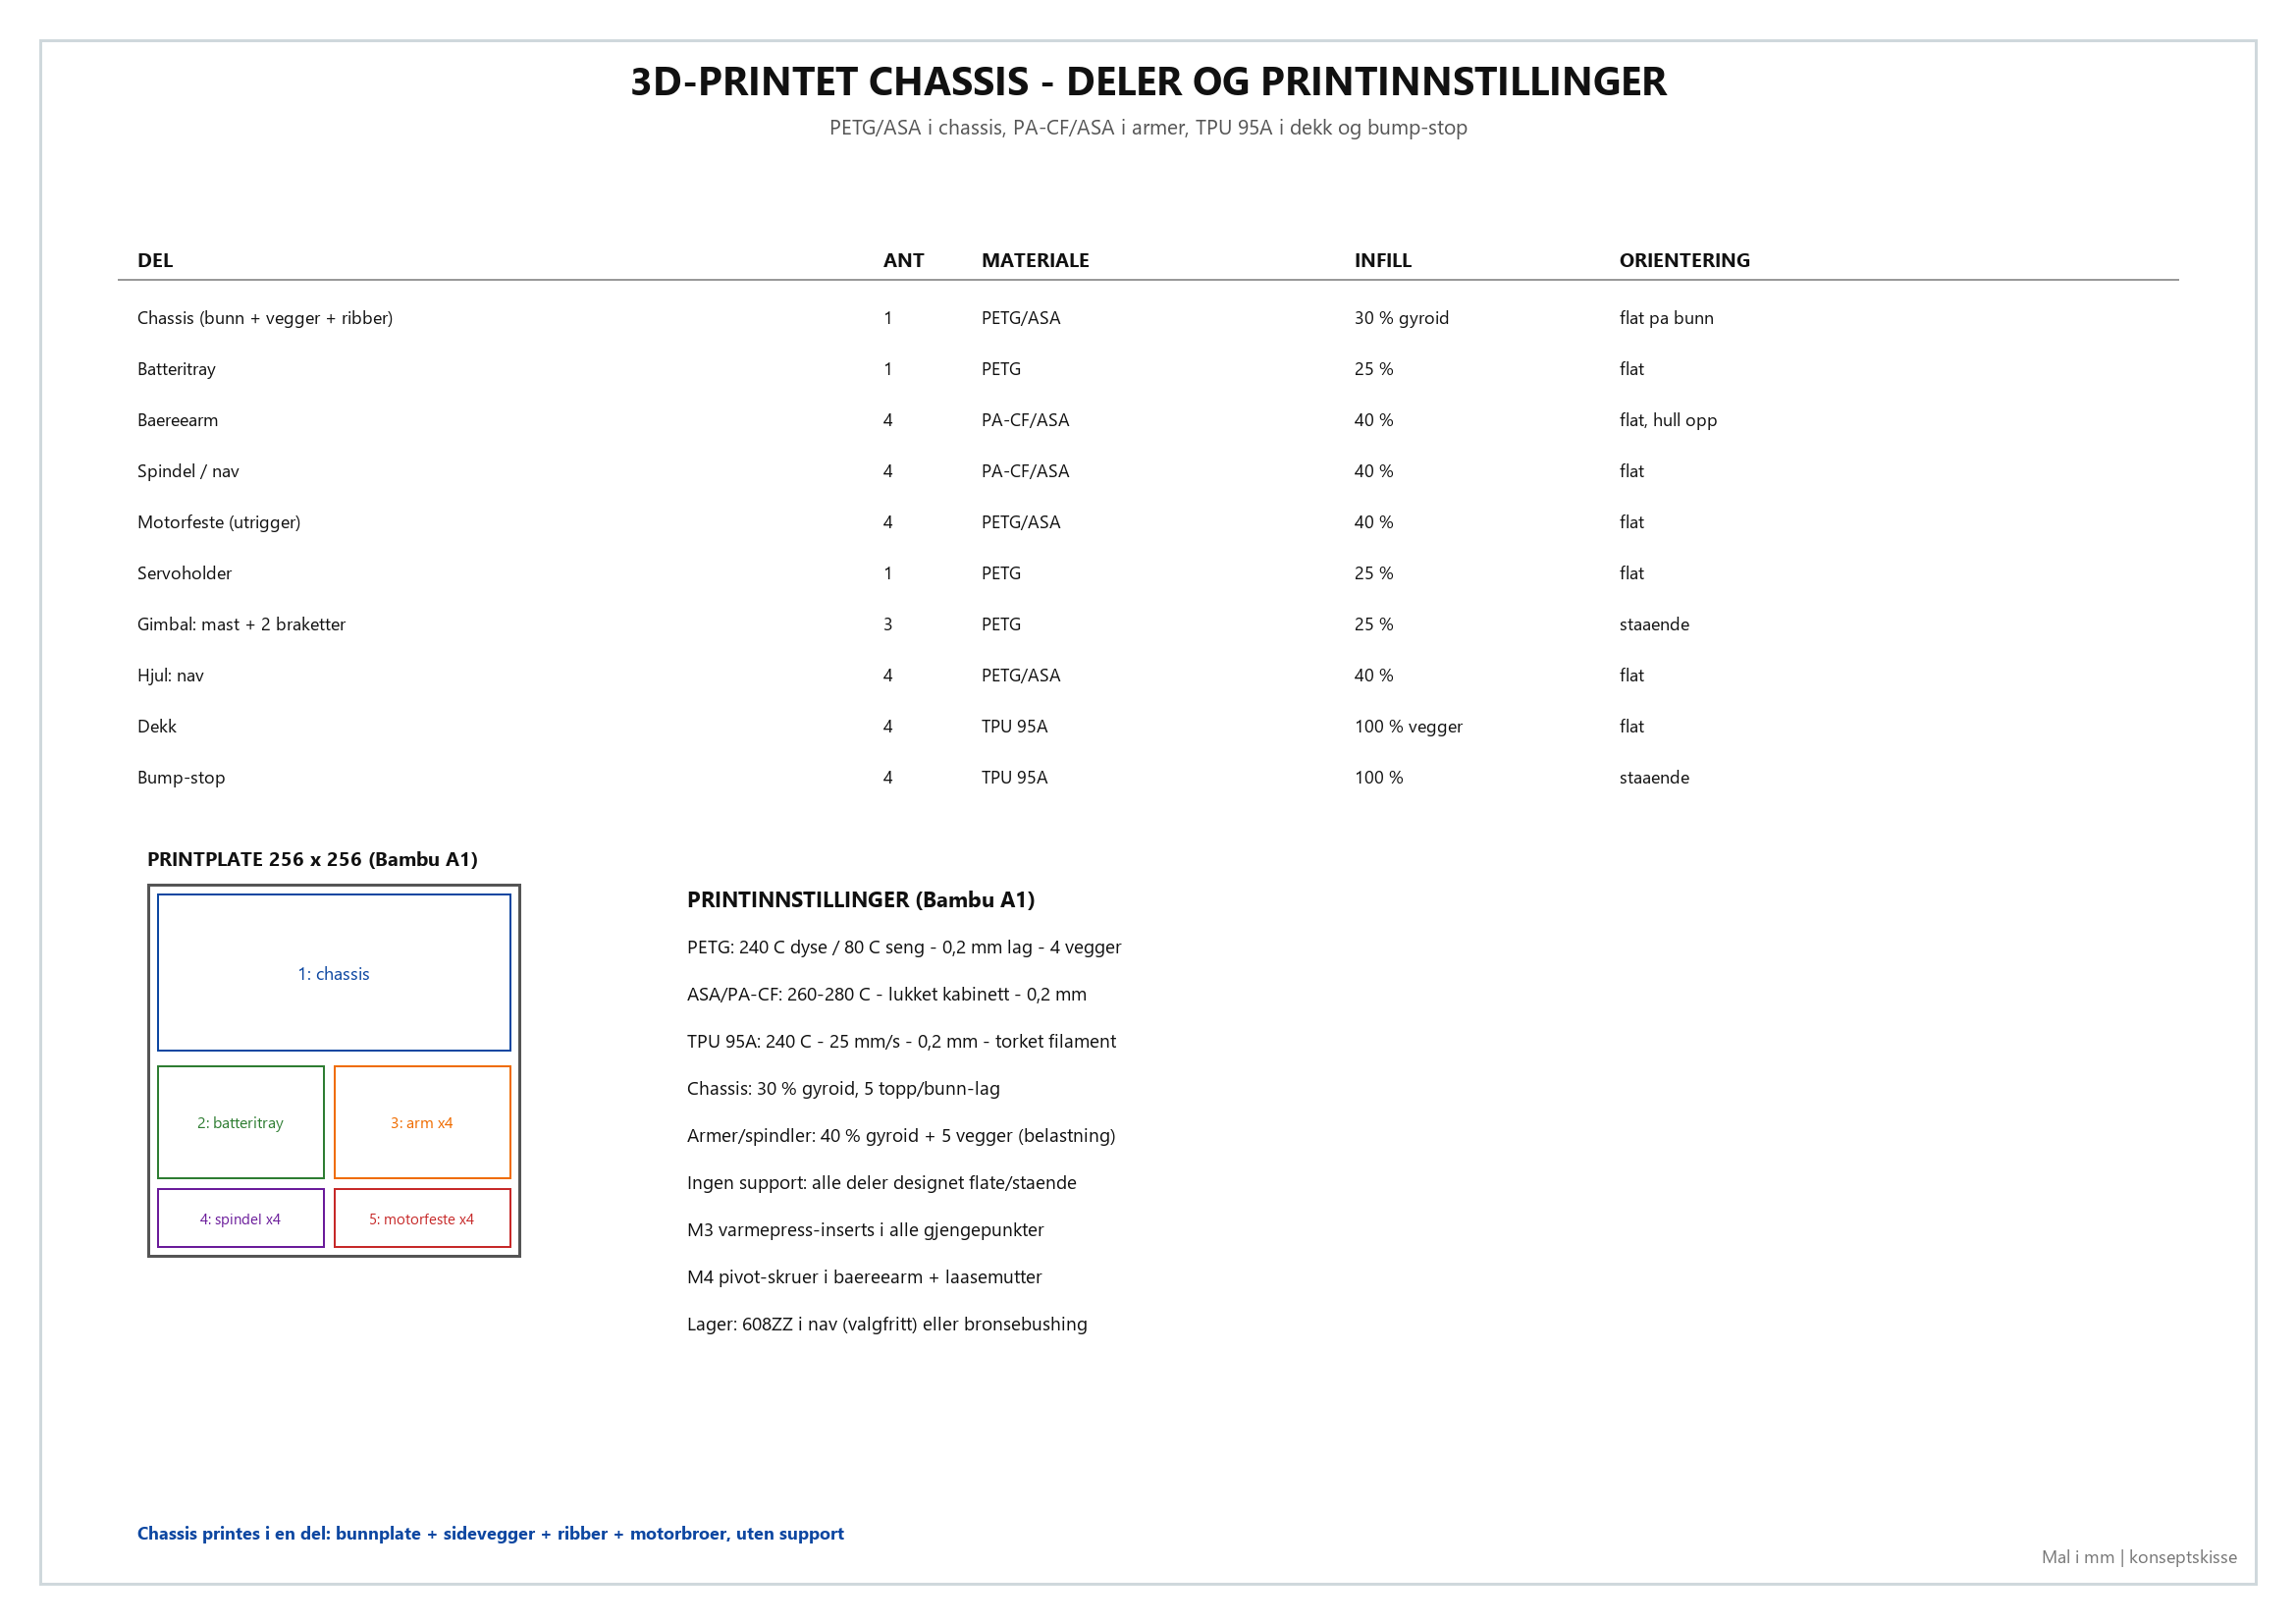 3D-PRINTET CHASSIS - DELER OG PRINTINNSTILLINGER
PETG/ASA i chassis, PA-CF/ASA i armer, TPU 95A i dekk og bump-stop
DEL ANT MATERIALE INFILL ORIENTERING
Chassis (bunn + vegger + ribber) 1 PETG/ASA 30 % gyroid flat pa bunn
Batteritray 1 PETG 25 % flat
Baereearm 4 PA-CF/ASA 40 % flat, hull opp
Spindel / nav 4 PA-CF/ASA 40 % flat
Motorfeste (utrigger) 4 PETG/ASA 40 % flat
Servoholder 1 PETG 25 % flat
Gimbal: mast + 2 braketter 3 PETG 25 % staaende
Hjul: nav 4 PETG/ASA 40 % flat
Dekk 4 TPU 95A 100 % vegger flat
Bump-stop 4 TPU 95A 100 % staaende
PRINTPLATE 256 x 256 (Bambu A1)
1: chassis
2: batteritray
3: arm x4
4: spindel x4
5: motorfeste x4
PRINTINNSTILLINGER (Bambu A1)
PETG: 240 C dyse / 80 C seng - 0,2 mm lag - 4 vegger
ASA/PA-CF: 260-280 C - lukket kabinett - 0,2 mm
TPU 95A: 240 C - 25 mm/s - 0,2 mm - torket filament
Chassis: 30 % gyroid, 5 topp/bunn-lag
Armer/spindler: 40 % gyroid + 5 vegger (belastning)
Ingen support: alle deler designet flate/staende
M3 varmepress-inserts i alle gjengepunkter
M4 pivot-skruer i baereearm + laasemutter
Lager: 608ZZ i nav (valgfritt) eller bronsebushing
Chassis printes i en del: bunnplate + sidevegger + ribber + motorbroer, uten support
Mal i mm | konseptskisse